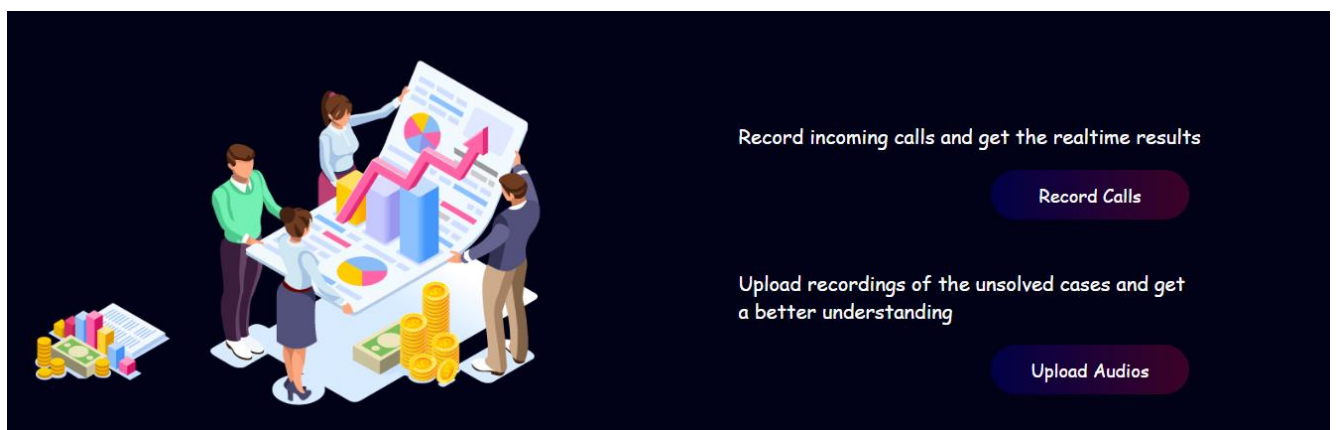 Record incoming calls and get the realtime results
Record Calls
Upload recordings of the unsolved cases and get
a better understanding
Upload Audios